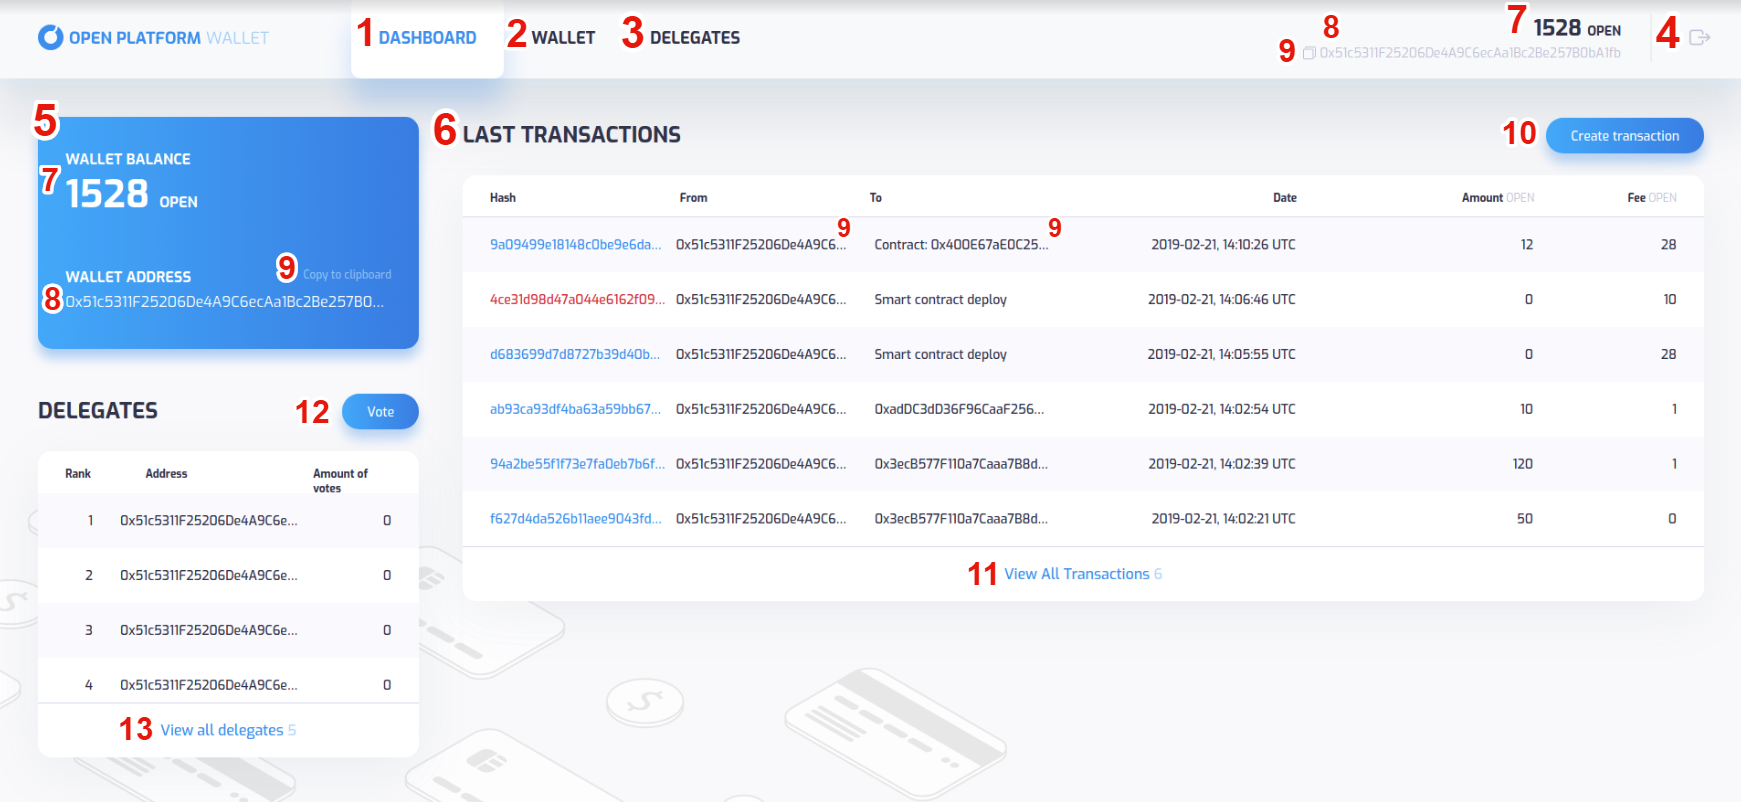 OPEN PLATFORM WALLET
1 DASHBOARD
2 WALLET
3 DELEGATES
7 1528 OPEN
8
9 0x51c5311F25206De4A9C6ecAa1Bc2Be257B0bA1fb
4
5
WALLET BALANCE
7 1528 OPEN
WALLET ADDRESS
9 Copy to clipboard
8 0x51c5311F25206De4A9C6ecAa1Bc2Be257B0...
DELEGATES
12 Vote
Rank Address Amount of votes
1 0x51c5311F25206De4A9C6e... 0
2 0x51c5311F25206De4A9C6e... 0
3 0x51c5311F25206De4A9C6e... 0
4 0x51c5311F25206De4A9C6e... 0
13 View all delegates 5
6 LAST TRANSACTIONS
10 Create transaction
Hash From To Date Amount OPEN Fee OPEN
9 9
9a09499e18148c0be9e6da... 0x51c5311F25206De4A9C6... Contract: 0x400E67aE0C25... 2019-02-21, 14:10:26 UTC 12 28
4ce31d98d47a044e6162f09... 0x51c5311F25206De4A9C6... Smart contract deploy 2019-02-21, 14:06:46 UTC 0 10
d683699d7d8727b39d40b... 0x51c5311F25206De4A9C6... Smart contract deploy 2019-02-21, 14:05:55 UTC 0 28
ab93ca93df4ba63a59bb67... 0x51c5311F25206De4A9C6... 0xadDC3dD36F96CaaF256... 2019-02-21, 14:02:54 UTC 10 1
94a2be55f1f73e7fa0eb7b6f... 0x51c5311F25206De4A9C6... 0x3ecB577F110a7Caaa7B8d... 2019-02-21, 14:02:39 UTC 120 1
f627d4da526b11aee9043fd... 0x51c5311F25206De4A9C6... 0x3ecB577F110a7Caaa7B8d... 2019-02-21, 14:02:21 UTC 50 0
11 View All Transactions 6